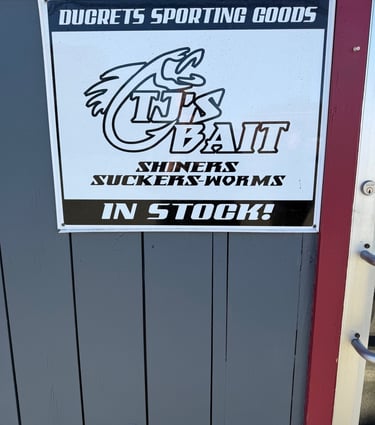 DUCRETS SPORTING GOODS
TJ'S
BAIT
SHINERS
SUCKERS-WORMS
IN STOCK!